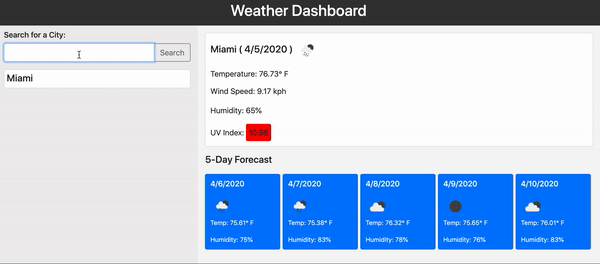 Weather Dashboard
Search for a City:
Search
Miami
Miami ( 4/5/2020 )
Temperature: 76.73° F
Wind Speed: 9.17 kph
Humidity: 65%
UV Index:
5-Day Forecast
4/6/2020
Temp: 75.61° F
Humidity: 75%
4/7/2020
Temp: 75.38° F
Humidity: 83%
4/8/2020
Temp: 76.32° F
Humidity: 78%
4/9/2020
Temp: 75.65° F
Humidity: 76%
4/10/2020
Temp: 76.01° F
Humidity: 83%